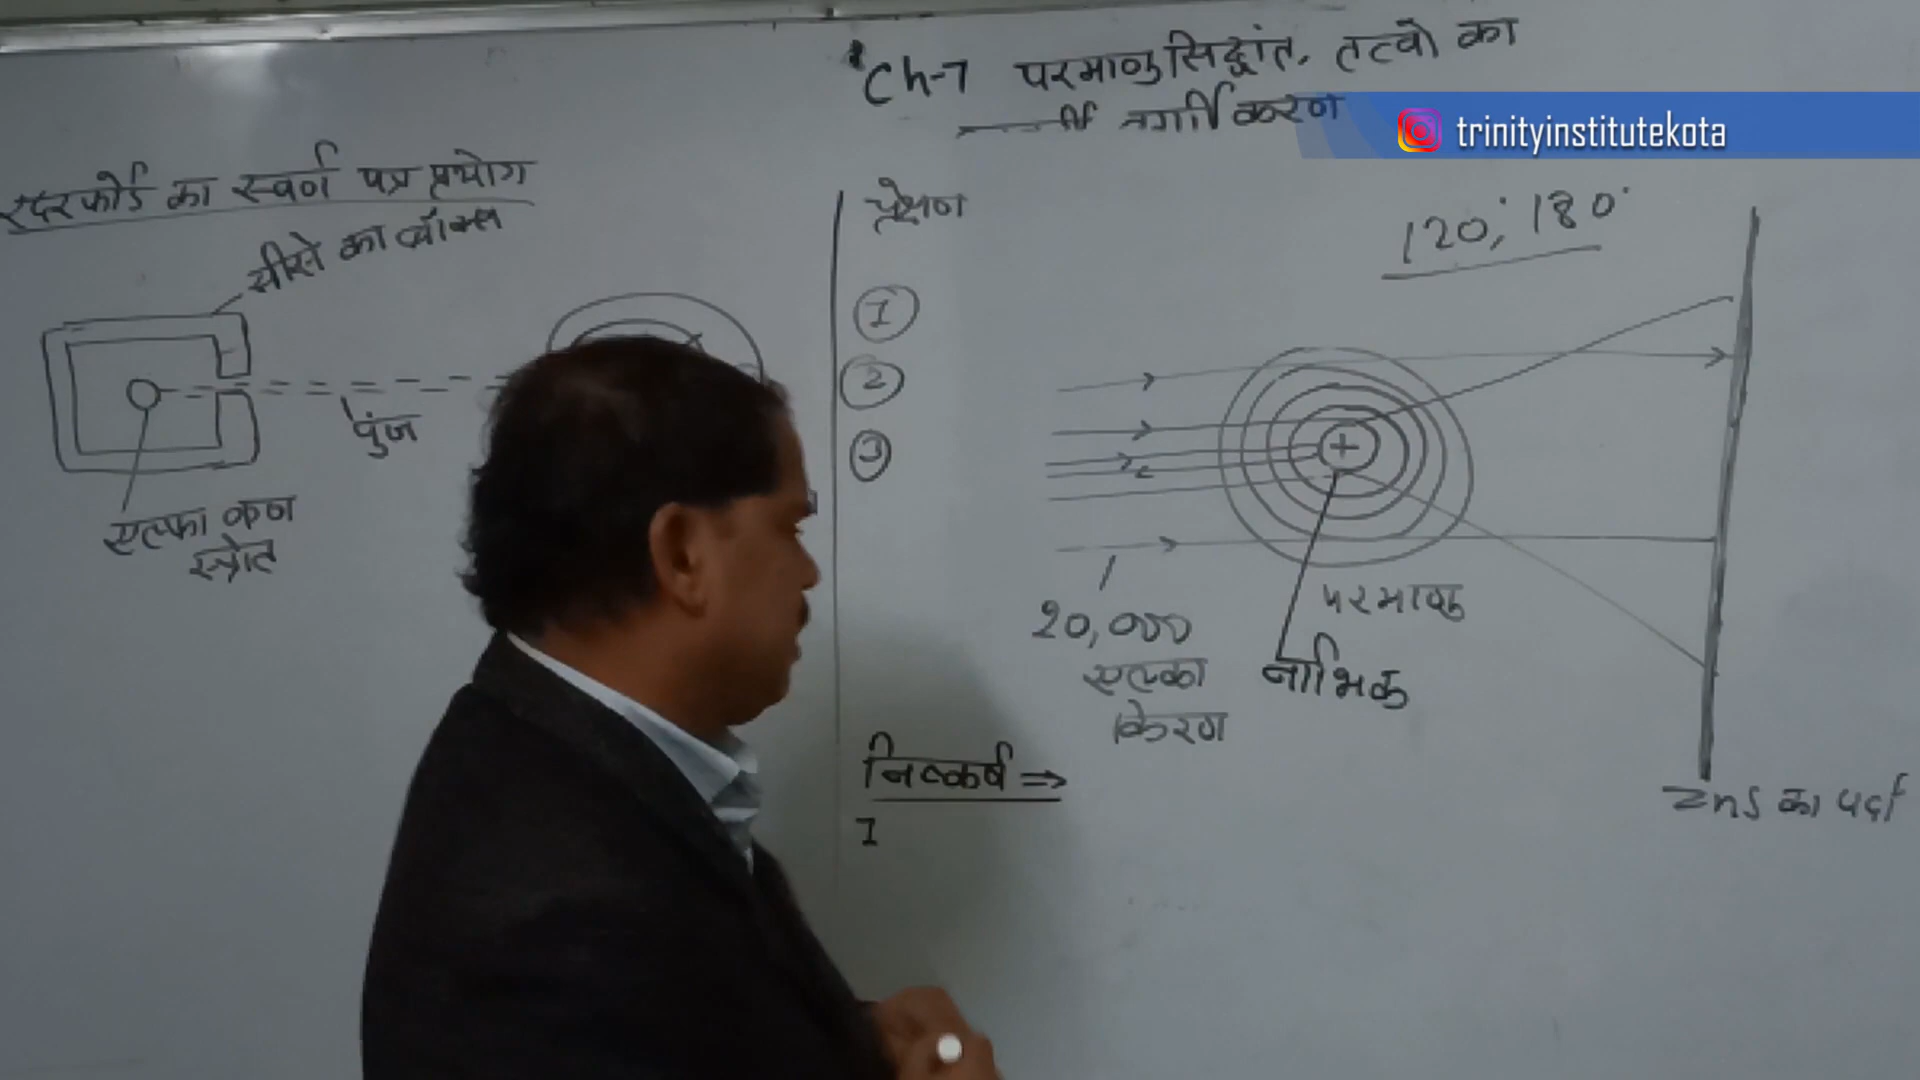 Ch-7 परमाणु सिद्धांत, तत्वो का
वर्गीकरण
trinityinstitutekota
रदरफोर्ड का स्वर्ण पत्र प्रयोग
सीसे का बॉक्स
पुंज
एल्फा कण
स्त्रोत
प्रेक्षण
1
2
3
120°, 180°
+
20,000
एल्फा
किरण
परमाणु
नाभिक
ZnS का पर्दा
निष्कर्ष ⇒
1